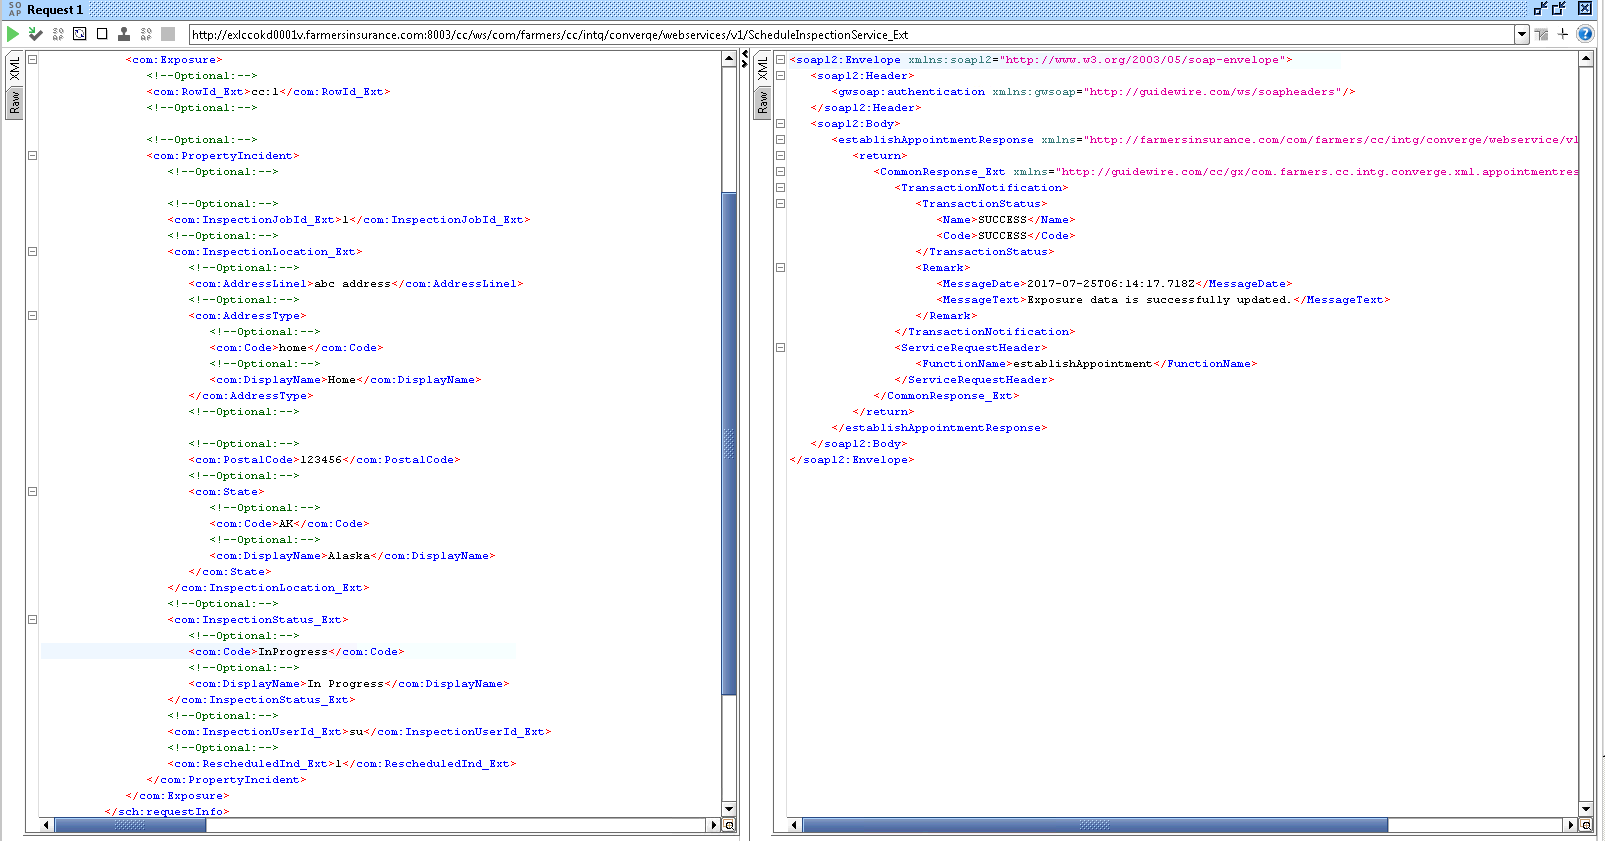 SO
AP
Request 1
http://exlccokd0001v.farmersinsurance.com:8003/cc/ws/com/farmers/cc/intq/converge/webservices/v1/ScheduleInspectionService_Ext
XML
Raw
<com:Exposure>
<!--Optional:-->
<com:RowId_Ext>cc:1</com:RowId_Ext>
<!--Optional:-->
<!--Optional:-->
<com:PropertyIncident>
<!--Optional:-->
<!--Optional:-->
<com:InspectionJobId_Ext>1</com:InspectionJobId_Ext>
<!--Optional:-->
<com:InspectionLocation_Ext>
<!--Optional:-->
<com:AddressLine1>abc address</com:AddressLine1>
<!--Optional:-->
<com:AddressType>
<!--Optional:-->
<com:Code>home</com:Code>
<!--Optional:-->
<com:DisplayName>Home</com:DisplayName>
</com:AddressType>
<!--Optional:-->
<!--Optional:-->
<com:PostalCode>123456</com:PostalCode>
<!--Optional:-->
<com:State>
<!--Optional:-->
<com:Code>AK</com:Code>
<!--Optional:-->
<com:DisplayName>Alaska</com:DisplayName>
</com:State>
</com:InspectionLocation_Ext>
<!--Optional:-->
<com:InspectionStatus_Ext>
<!--Optional:-->
<com:Code>InProgress</com:Code>
<!--Optional:-->
<com:DisplayName>In Progress</com:DisplayName>
</com:InspectionStatus_Ext>
<!--Optional:-->
<com:InspectionUserId_Ext>su</com:InspectionUserId_Ext>
<!--Optional:-->
<com:RescheduledInd_Ext>1</com:RescheduledInd_Ext>
</com:PropertyIncident>
</com:Exposure>
</sch:requestInfo>
XML
Raw
<soap12:Envelope xmlns:soap12="http://www.w3.org/2003/05/soap-envelope">
<soap12:Header>
<gwsoap:authentication xmlns:gwsoap="http://guidewire.com/ws/soapheaders"/>
</soap12:Header>
<soap12:Body>
<establishAppointmentResponse xmlns="http://farmersinsurance.com/com/farmers/cc/intg/converge/webservice/v1
<return>
<CommonResponse_Ext xmlns="http://guidewire.com/cc/gx/com.farmers.cc.intg.converge.xml.appointmentres
<TransactionNotification>
<TransactionStatus>
<Name>SUCCESS</Name>
<Code>SUCCESS</Code>
</TransactionStatus>
<Remark>
<MessageDate>2017-07-25T06:14:17.718Z</MessageDate>
<MessageText>Exposure data is successfully updated.</MessageText>
</Remark>
</TransactionNotification>
<ServiceRequestHeader>
<FunctionName>establishAppointment</FunctionName>
</ServiceRequestHeader>
</CommonResponse_Ext>
</return>
</establishAppointmentResponse>
</soap12:Body>
</soap12:Envelope>